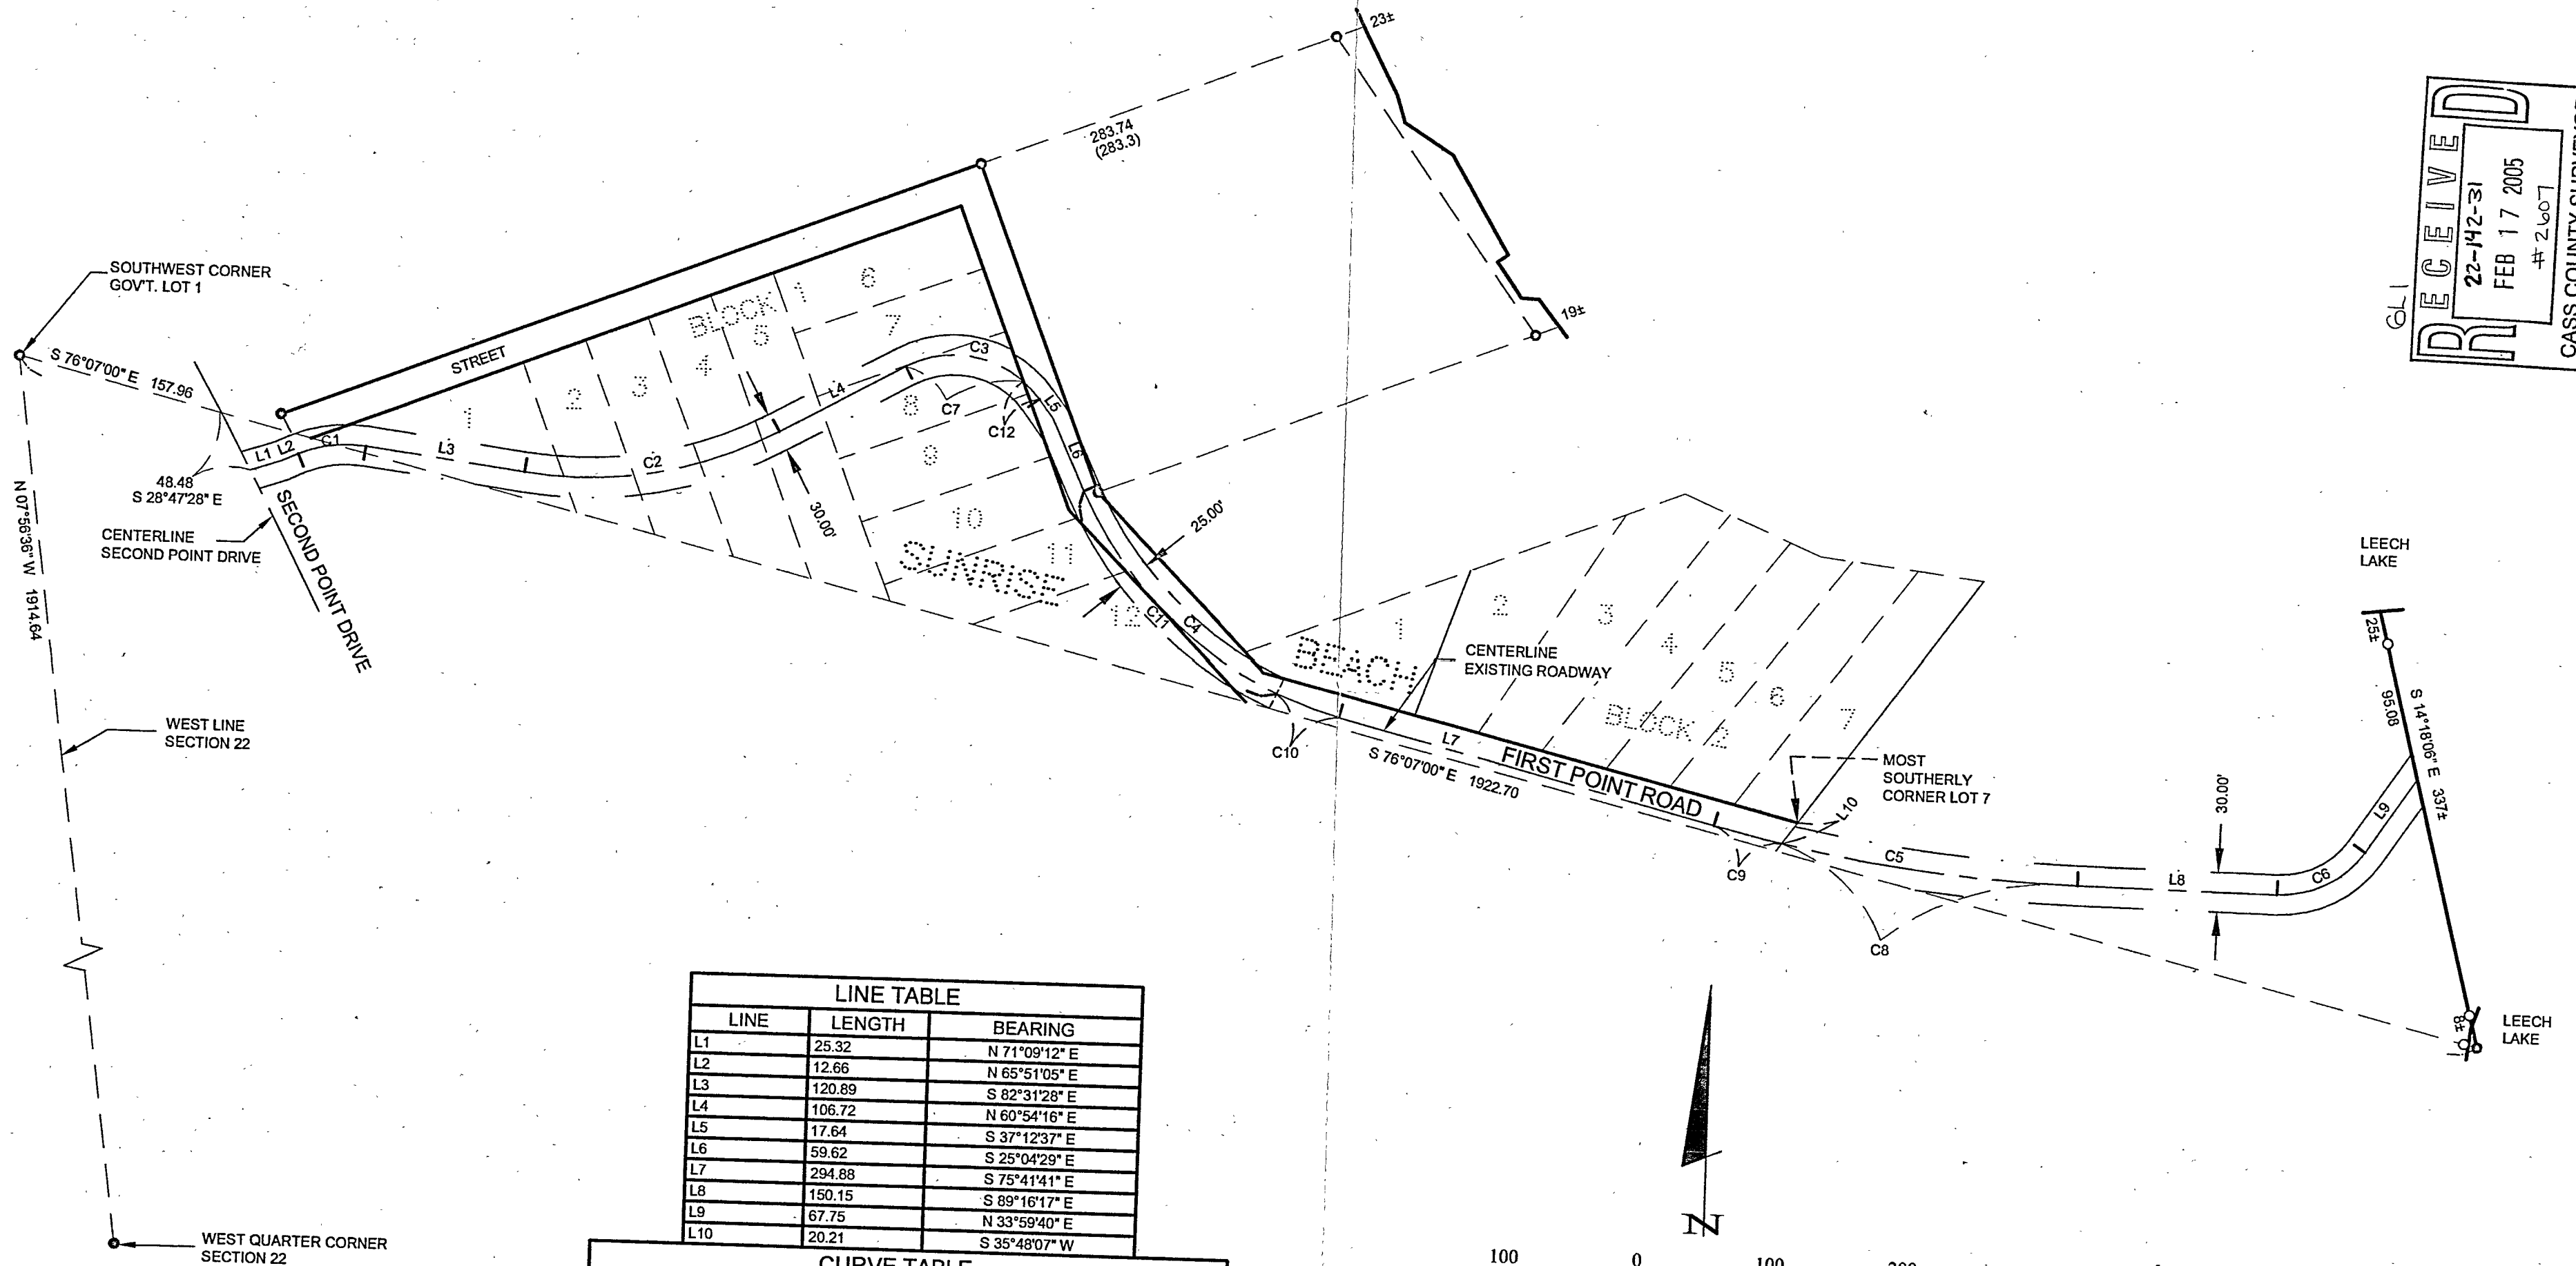 23±
283.74
(283.3)
19±
6L1
RECEIVED
22-142-31
FEB 17 2005
#2607
SOUTHWEST CORNER
GOV'T. LOT 1
S 76°07'00" E 157.96
STREET
BLOCK 1
1
2
3
4
5
6
7
8
9
10
11
12
L1
L2
C1
L3
C2
L4
C3
C7
C12
L5
L6
48.48
S 28°47'28" E
30.00'
25.00'
CENTERLINE
SECOND POINT DRIVE
SECOND POINT DRIVE
N 07°56'36" W 1914.64
WEST LINE
SECTION 22
SUNRISE
BEACH
C11
C4
C10
1
2
3
4
5
6
7
BLOCK 2
CENTERLINE
EXISTING ROADWAY
L7
FIRST POINT ROAD
S 76°07'00" E 1922.70
MOST
SOUTHERLY
CORNER LOT 7
L10
C9
C5
C8
L8
30.00'
C6
L9
LEECH
LAKE
25±
95.08
S 14°18'06" E 337±
8±
LEECH
LAKE
WEST QUARTER CORNER
SECTION 22
LINE TABLE
LINE LENGTH BEARING
L1 25.32 N 71°09'12" E
L2 12.66 N 65°51'05" E
L3 120.89 S 82°31'28" E
L4 106.72 N 60°54'16" E
L5 17.64 S 37°12'37" E
L6 59.62 S 25°04'29" E
L7 294.88 S 75°41'41" E
L8 150.15 S 89°16'17" E
L9 67.75 N 33°59'40" E
L10 20.21 S 35°48'07" W
CURVE TABLE
N
100 0 100 200